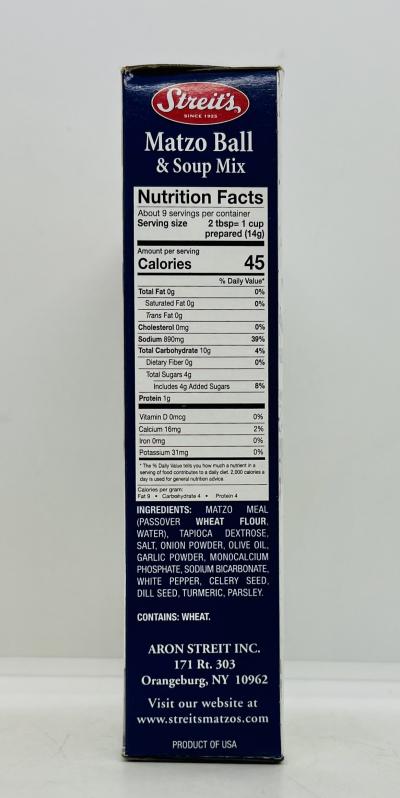 Streit's
SINCE 1925
Matzo Ball
& Soup Mix
Nutrition Facts
About 9 servings per container
Serving size 2 tbsp= 1 cup
prepared (14g)
Amount per serving
Calories 45
% Daily Value*
Total Fat 0g 0%
Saturated Fat 0g 0%
Trans Fat 0g
Cholesterol 0mg 0%
Sodium 890mg 39%
Total Carbohydrate 10g 4%
Dietary Fiber 0g 0%
Total Sugars 4g
Includes 4g Added Sugars 8%
Protein 1g
Vitamin D 0mcg 0%
Calcium 16mg 2%
Iron 0mg 0%
Potassium 31mg 0%
* The % Daily Value tells you how much a nutrient in a
serving of food contributes to a daily diet. 2,000 calories a
day is used for general nutrition advice.
Calories per gram:
Fat 9 • Carbohydrate 4 • Protein 4
INGREDIENTS: MATZO MEAL
(PASSOVER WHEAT FLOUR,
WATER), TAPIOCA DEXTROSE,
SALT, ONION POWDER, OLIVE OIL,
GARLIC POWDER, MONOCALCIUM
PHOSPHATE, SODIUM BICARBONATE,
WHITE PEPPER, CELERY SEED,
DILL SEED, TURMERIC, PARSLEY.
CONTAINS: WHEAT.
ARON STREIT INC.
171 Rt. 303
Orangeburg, NY 10962
Visit our website at
www.streitsmatzos.com
PRODUCT OF USA